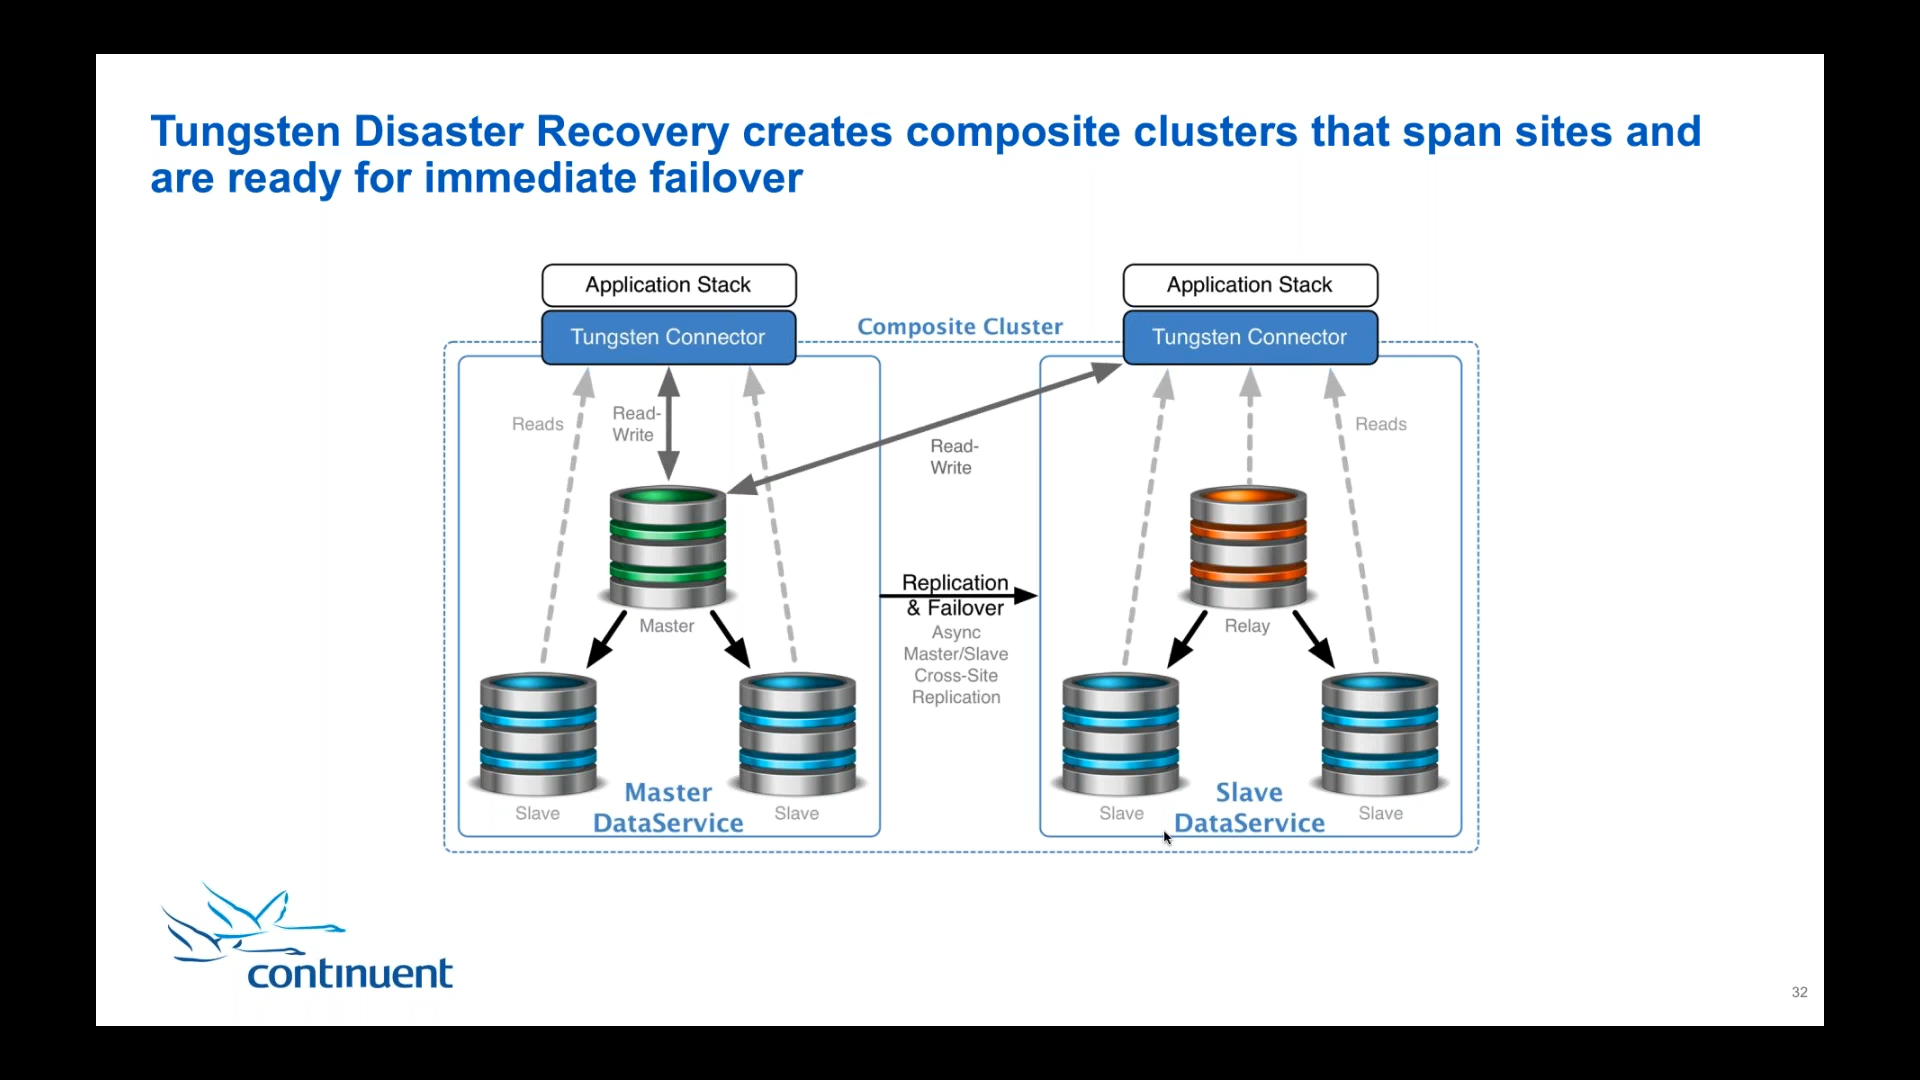 Tungsten Disaster Recovery creates composite clusters that span sites and
are ready for immediate failover
Application Stack
Tungsten Connector
Composite Cluster
Application Stack
Tungsten Connector
Reads
Read-
Write
Read-
Write
Reads
Master
Replication
& Failover
Async
Master/Slave
Cross-Site
Replication
Relay
Slave
Master
DataService
Slave
Slave
Slave
DataService
Slave
continuent
32